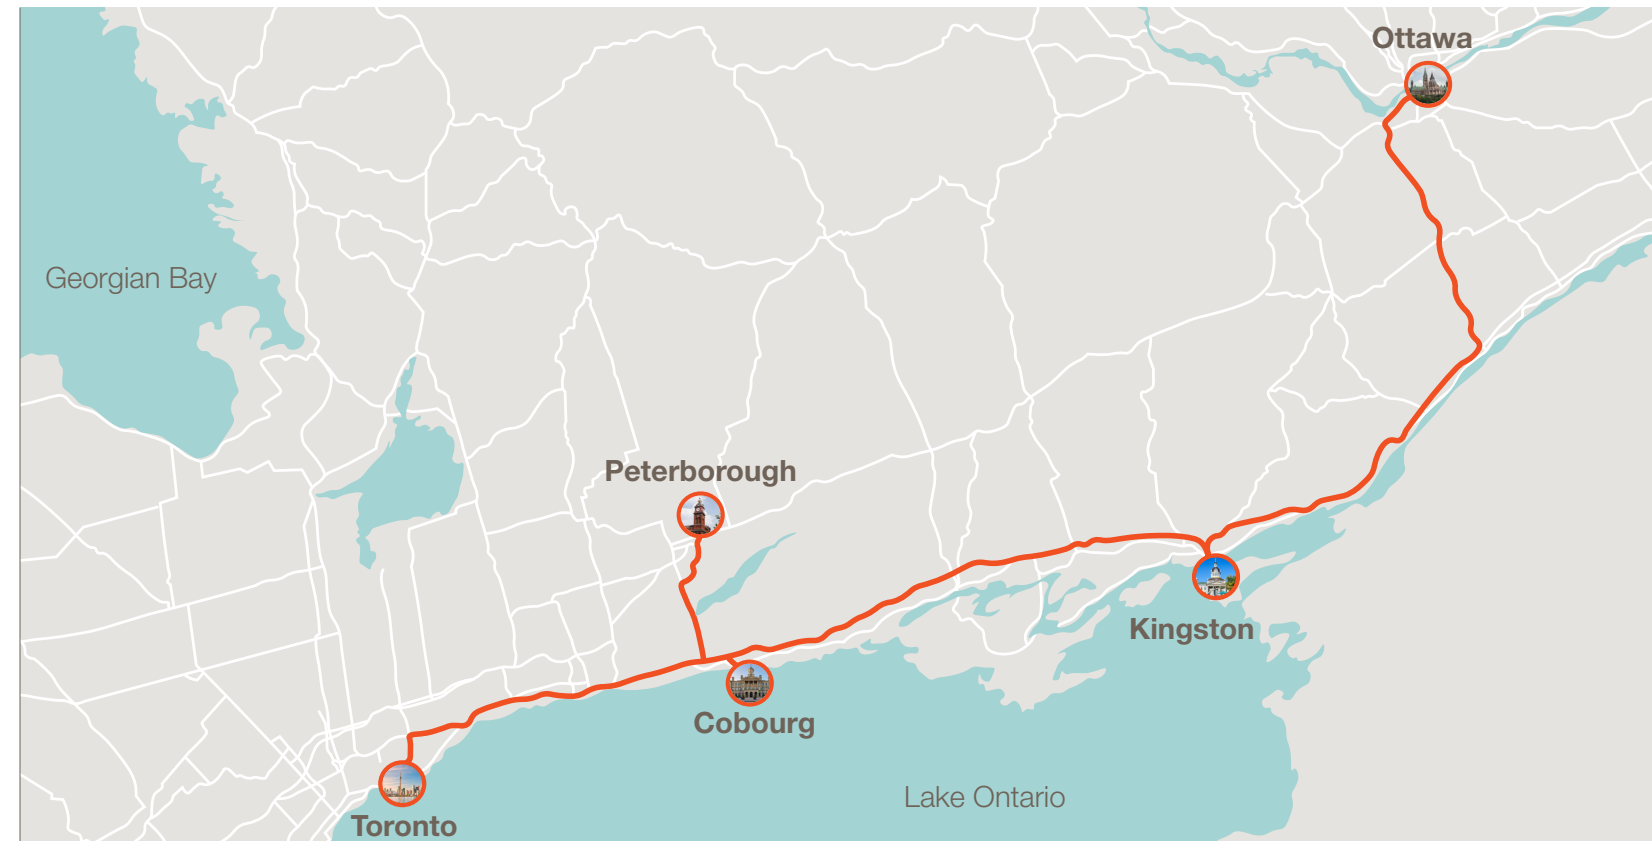 Ottawa
Georgian Bay
Peterborough
Kingston
Cobourg
Lake Ontario
Toronto